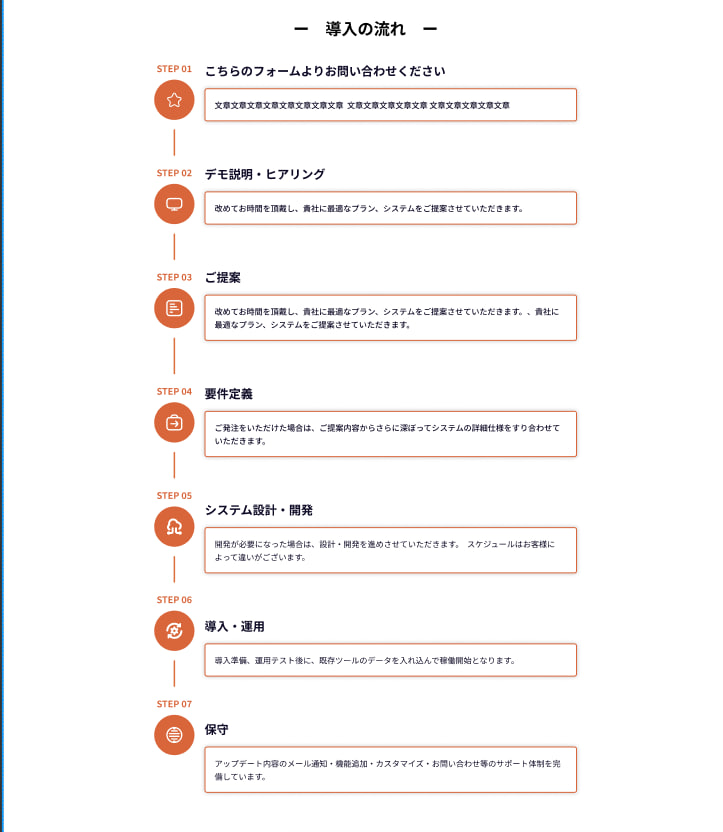 ー 導入の流れ ー
STEP 01
こちらのフォームよりお問い合わせください
文章文章文章文章文章文章文章文章 文章文章文章文章文章 文章文章文章文章文章
STEP 02
デモ説明・ヒアリング
改めてお時間を頂戴し、貴社に最適なプラン、システムをご提案させていただきます。
STEP 03
ご提案
改めてお時間を頂戴し、貴社に最適なプラン、システムをご提案させていただきます。、貴社に
最適なプラン、システムをご提案させていただきます。
STEP 04
要件定義
ご発注をいただけた場合は、ご提案内容からさらに深ぼってシステムの詳細仕様をすり合わせて
いただきます。
STEP 05
システム設計・開発
開発が必要になった場合は、設計・開発を進めさせていただきます。 スケジュールはお客様に
よって違いがございます。
STEP 06
導入・運用
導入準備、運用テスト後に、既存ツールのデータを入れ込んで稼働開始となります。
STEP 07
保守
アップデート内容のメール通知・機能追加・カスタマイズ・お問い合わせ等のサポート体制を完
備しています。